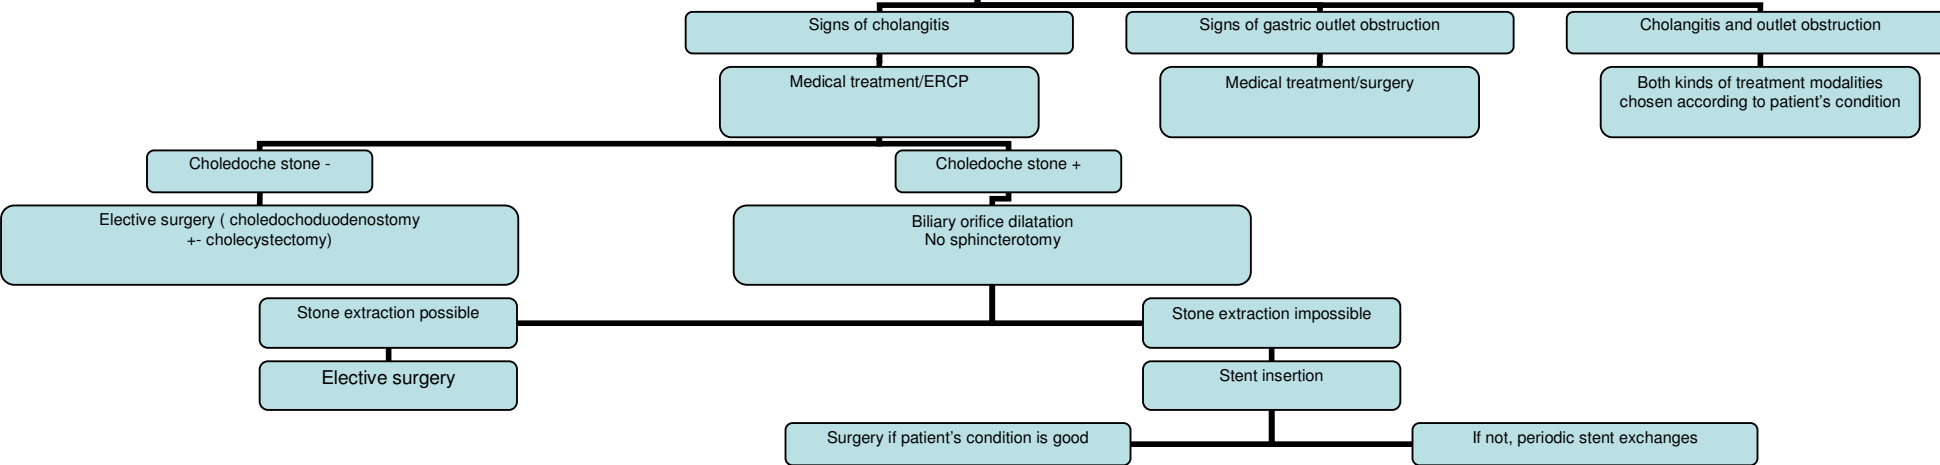 Signs of cholangitis
Signs of gastric outlet obstruction
Cholangitis and outlet obstruction
Medical treatment/ERCP
Medical treatment/surgery
Both kinds of treatment modalities
chosen according to patient's condition
Choledoche stone -
Choledoche stone +
Elective surgery ( choledochoduodenostomy
+- cholecystectomy)
Biliary orifice dilatation
No sphincterotomy
Stone extraction possible
Stone extraction impossible
Elective surgery
Stent insertion
Surgery if patient's condition is good
If not, periodic stent exchanges